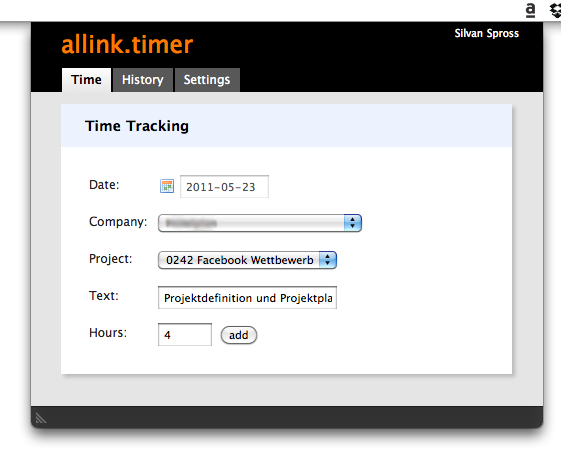 a
Silvan Spross
allink.timer
Time History Settings
Time Tracking
Date: 2011-05-23
Company:
Project: 0242 Facebook Wettbewerb
Text: Projektdefinition und Projektpla
Hours: 4 add